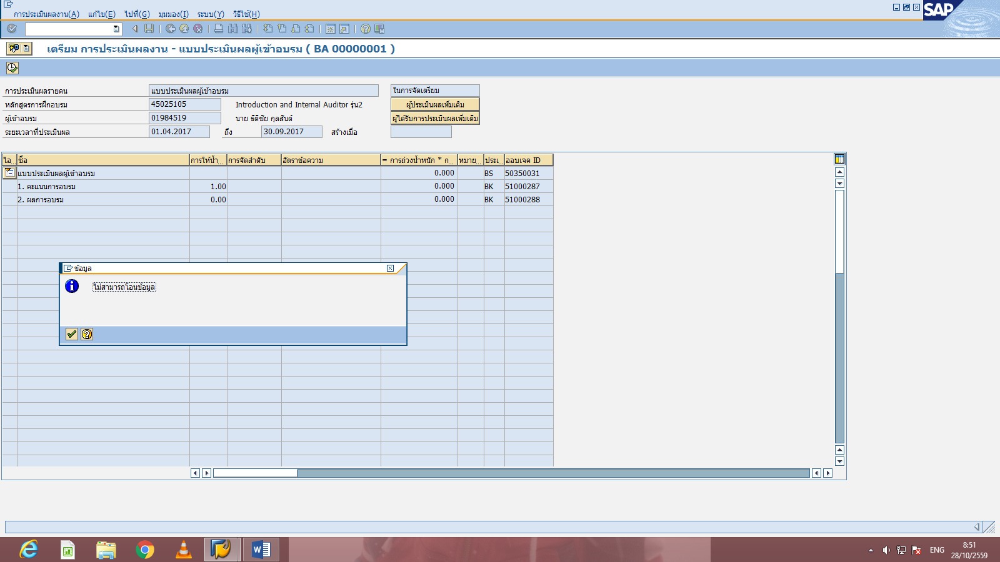 การประเมินผลงาน(A) แก้ไข(E) ไปที่(G) มุมมอง(I) ระบบ(Y) วิธีใช้(H)
SAP
เตรียม การประเมินผลงาน - แบบประเมินผลผู้เข้าอบรม ( BA 00000001 )
การประเมินผลรายคน แบบประเมินผลผู้เข้าอบรม ในการจัดเตรียม
หลักสูตรการฝึกอบรม 45025105 Introduction and Internal Auditor รุ่น2 ผู้ประเมินผลเพิ่มเติม
ผู้เข้าอบรม 01984519 นาย ธิติชัย กุลสันต์ ผู้ได้รับการประเมินผลเพิ่มเติม
ระยะเวลาที่ประเมินผล 01.04.2017 ถึง 30.09.2017 สร้างเมื่อ
ไอ... ชื่อ การให้น้ำ... การจัดลำดับ อัตราข้อความ = การถ่วงน้ำหนัก * ก... หมาย... ประเ... ออบเจค ID
แบบประเมินผลผู้เข้าอบรม 0.000 BS 50350031
1. คะแนนการอบรม 1.00 0.000 BK 51000287
2. ผลการอบรม 0.00 0.000 BK 51000288
ข้อมูล
ไม่สามารถโอนข้อมูล
ENG
8:51
28/10/2559